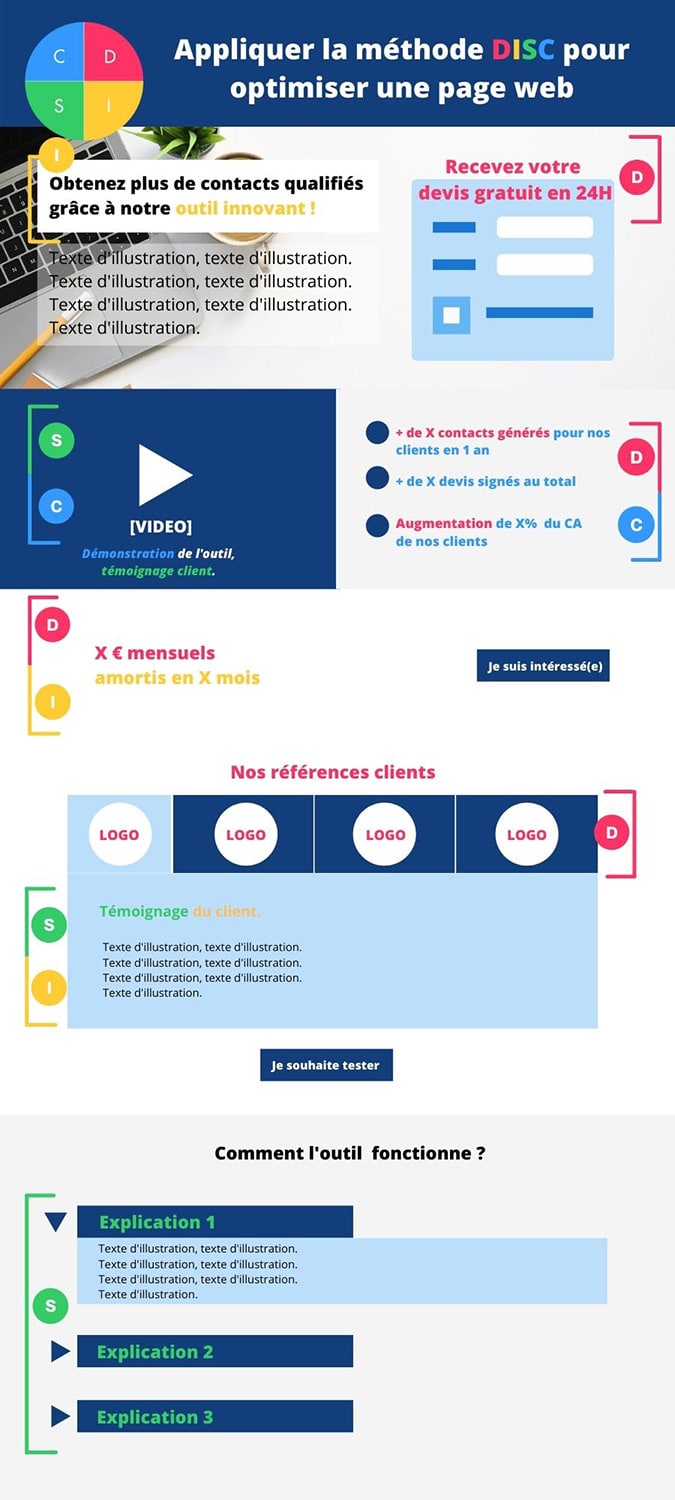 C D
S I
Appliquer la méthode DISC pour
optimiser une page web
I
Obtenez plus de contacts qualifiés
grâce à notre outil innovant !
Texte d'illustration, texte d'illustration.
Texte d'illustration, texte d'illustration.
Texte d'illustration, texte d'illustration.
Texte d'illustration.
Recevez votre
devis gratuit en 24H
D
S
C
[VIDEO]
Démonstration de l'outil,
témoignage client.
+ de X contacts générés pour nos
clients en 1 an
+ de X devis signés au total
Augmentation de X% du CA
de nos clients
D
C
D
I
X € mensuels
amortis en X mois
Je suis intéressé(e)
Nos références clients
LOGO LOGO LOGO LOGO
D
S
I
Témoignage du client.
Texte d'illustration, texte d'illustration.
Texte d'illustration, texte d'illustration.
Texte d'illustration, texte d'illustration.
Texte d'illustration.
Je souhaite tester
Comment l'outil fonctionne ?
Explication 1
Texte d'illustration, texte d'illustration.
Texte d'illustration, texte d'illustration.
Texte d'illustration, texte d'illustration.
Texte d'illustration.
S
Explication 2
Explication 3